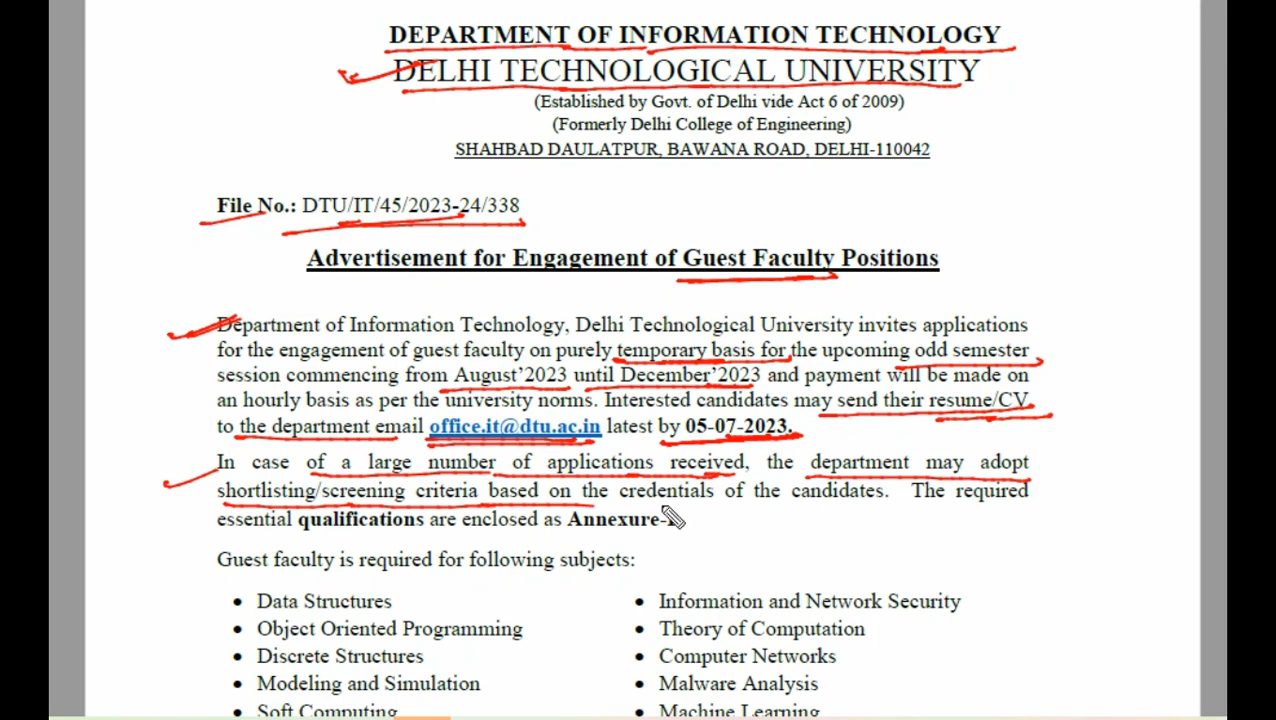 DEPARTMENT OF INFORMATION TECHNOLOGY
DELHI TECHNOLOGICAL UNIVERSITY
(Established by Govt. of Delhi vide Act 6 of 2009)
(Formerly Delhi College of Engineering)
SHAHBAD DAULATPUR, BAWANA ROAD, DELHI-110042
File No.: DTU/IT/45/2023-24/338
Advertisement for Engagement of Guest Faculty Positions
Department of Information Technology, Delhi Technological University invites applications
for the engagement of guest faculty on purely temporary basis for the upcoming odd semester
session commencing from August’2023 until December’2023 and payment will be made on
an hourly basis as per the university norms. Interested candidates may send their resume/CV
to the department email office.it@dtu.ac.in latest by 05-07-2023.
In case of a large number of applications received, the department may adopt
shortlisting/screening criteria based on the credentials of the candidates. The required
essential qualifications are enclosed as
Guest faculty is required for following subjects:
• Data Structures
• Object Oriented Programming
• Discrete Structures
• Modeling and Simulation
• Soft Computing
• Information and Network Security
• Theory of Computation
• Computer Networks
• Malware Analysis
• Machine Learning